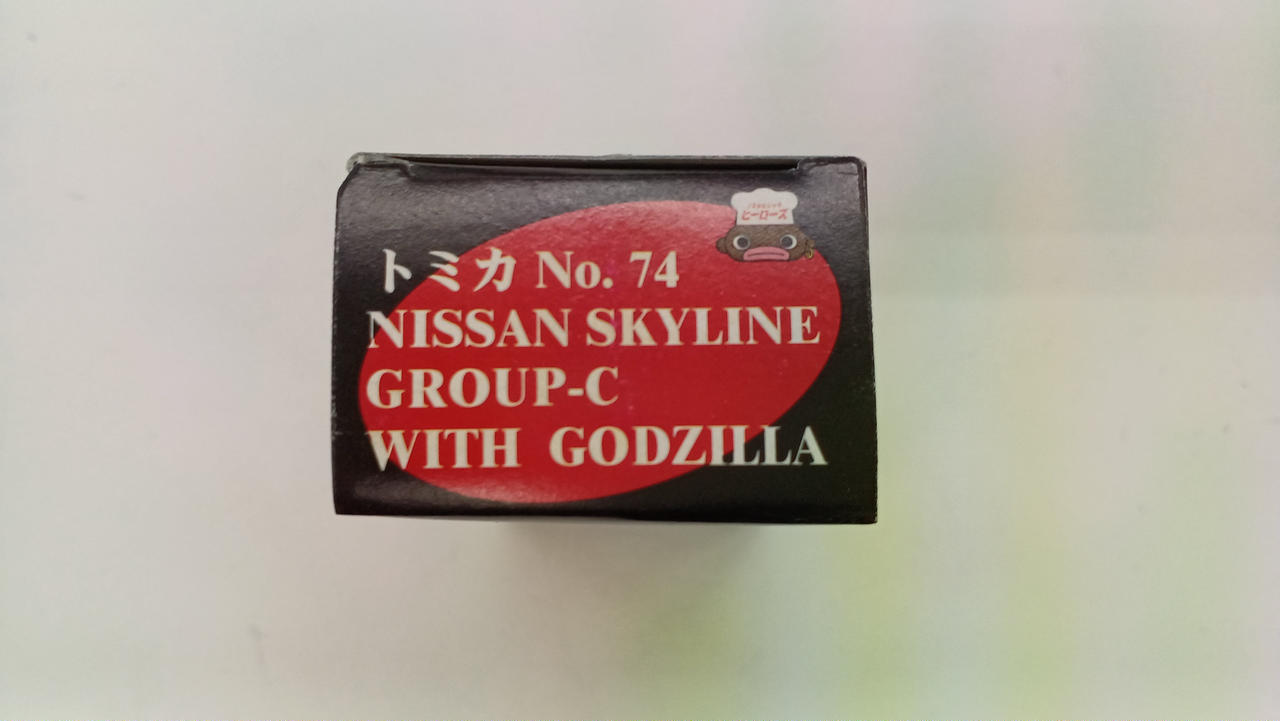 ヒーローズ
トミカ No. 74
NISSAN SKYLINE
GROUP-C
WITH GODZILLA